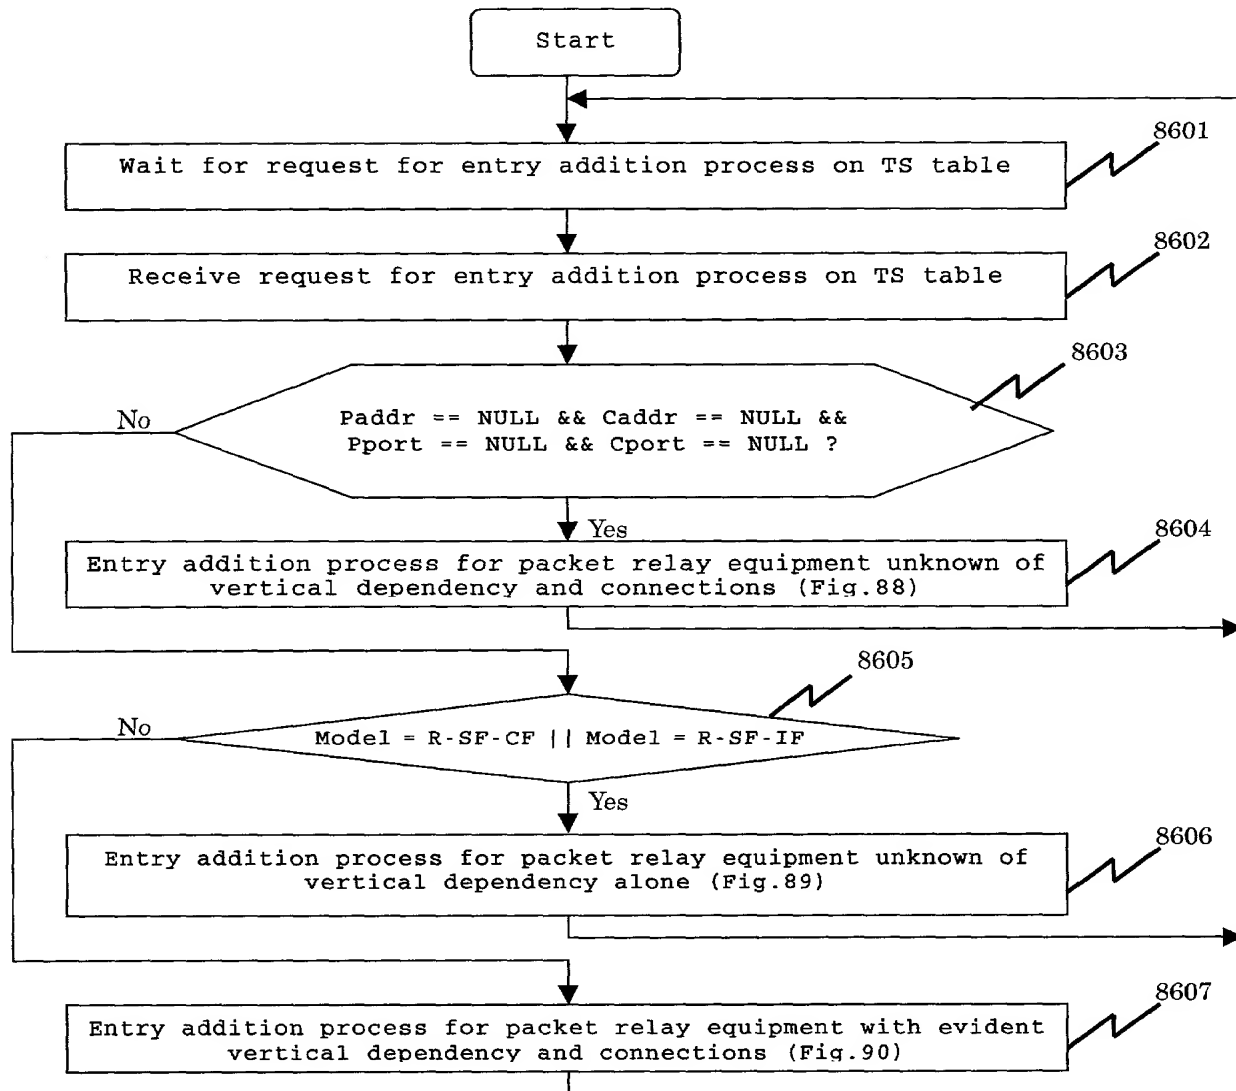 Start
8601
Wait for request for entry addition process on TS table
8602
Receive request for entry addition process on TS table
8603
No
Paddr == NULL && Caddr == NULL &&
Pport == NULL && Cport == NULL ?
Yes
8604
Entry addition process for packet relay equipment unknown of
vertical dependency and connections (Fig.88)
8605
No
Model = R-SF-CF || Model = R-SF-IF
Yes
8606
Entry addition process for packet relay equipment unknown of
vertical dependency alone (Fig.89)
8607
Entry addition process for packet relay equipment with evident
vertical dependency and connections (Fig.90)